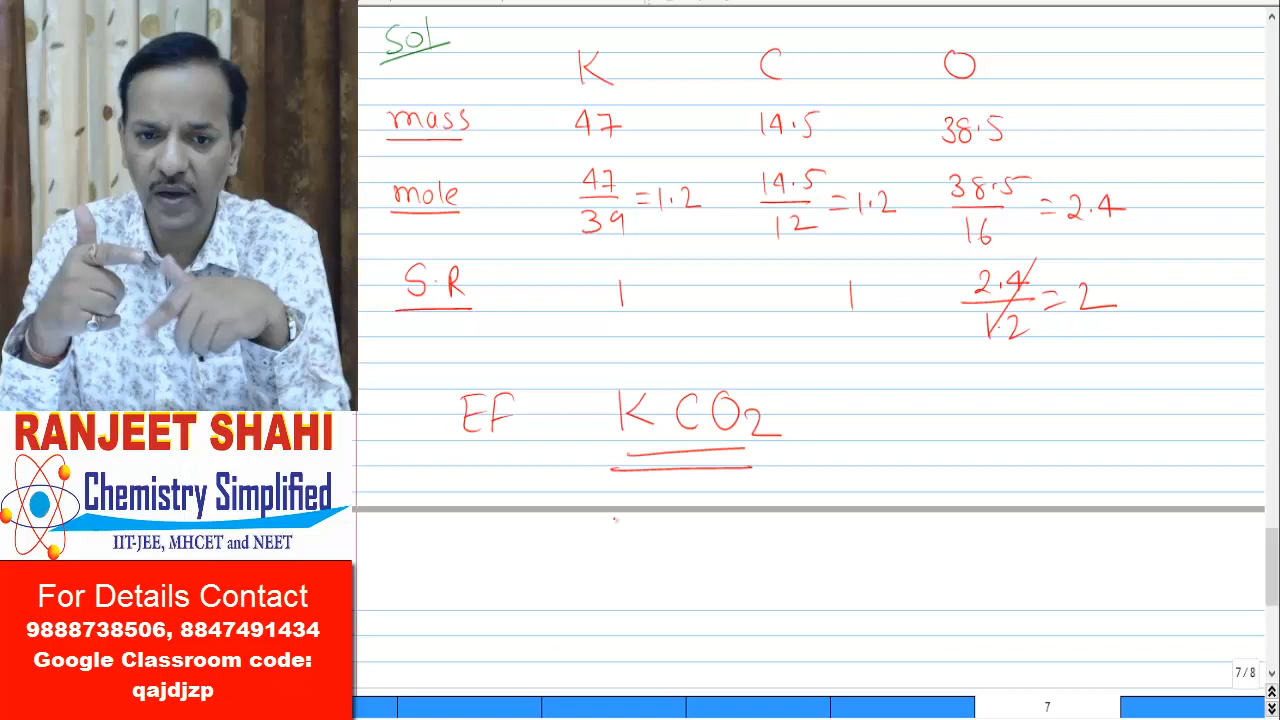 Sol
K C O
mass 47 14.5 38.5
mole 47/39 =1.2 14.5/12 =1.2 38.5/16 =2.4
S.R 1 1 2.4/1.2 = 2
EF KCO2
RANJEET SHAHI
Chemistry Simplified
IIT-JEE, MHCET and NEET
For Details Contact
9888738506, 8847491434
Google Classroom code:
qajdjzp
7/8
7